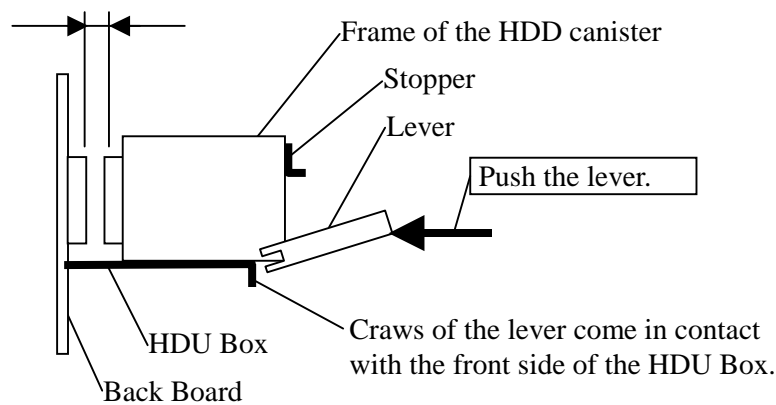 Frame of the HDD canister
Stopper
Lever
Push the lever.
Craws of the lever come in contact
with the front side of the HDU Box.
HDU Box
Back Board